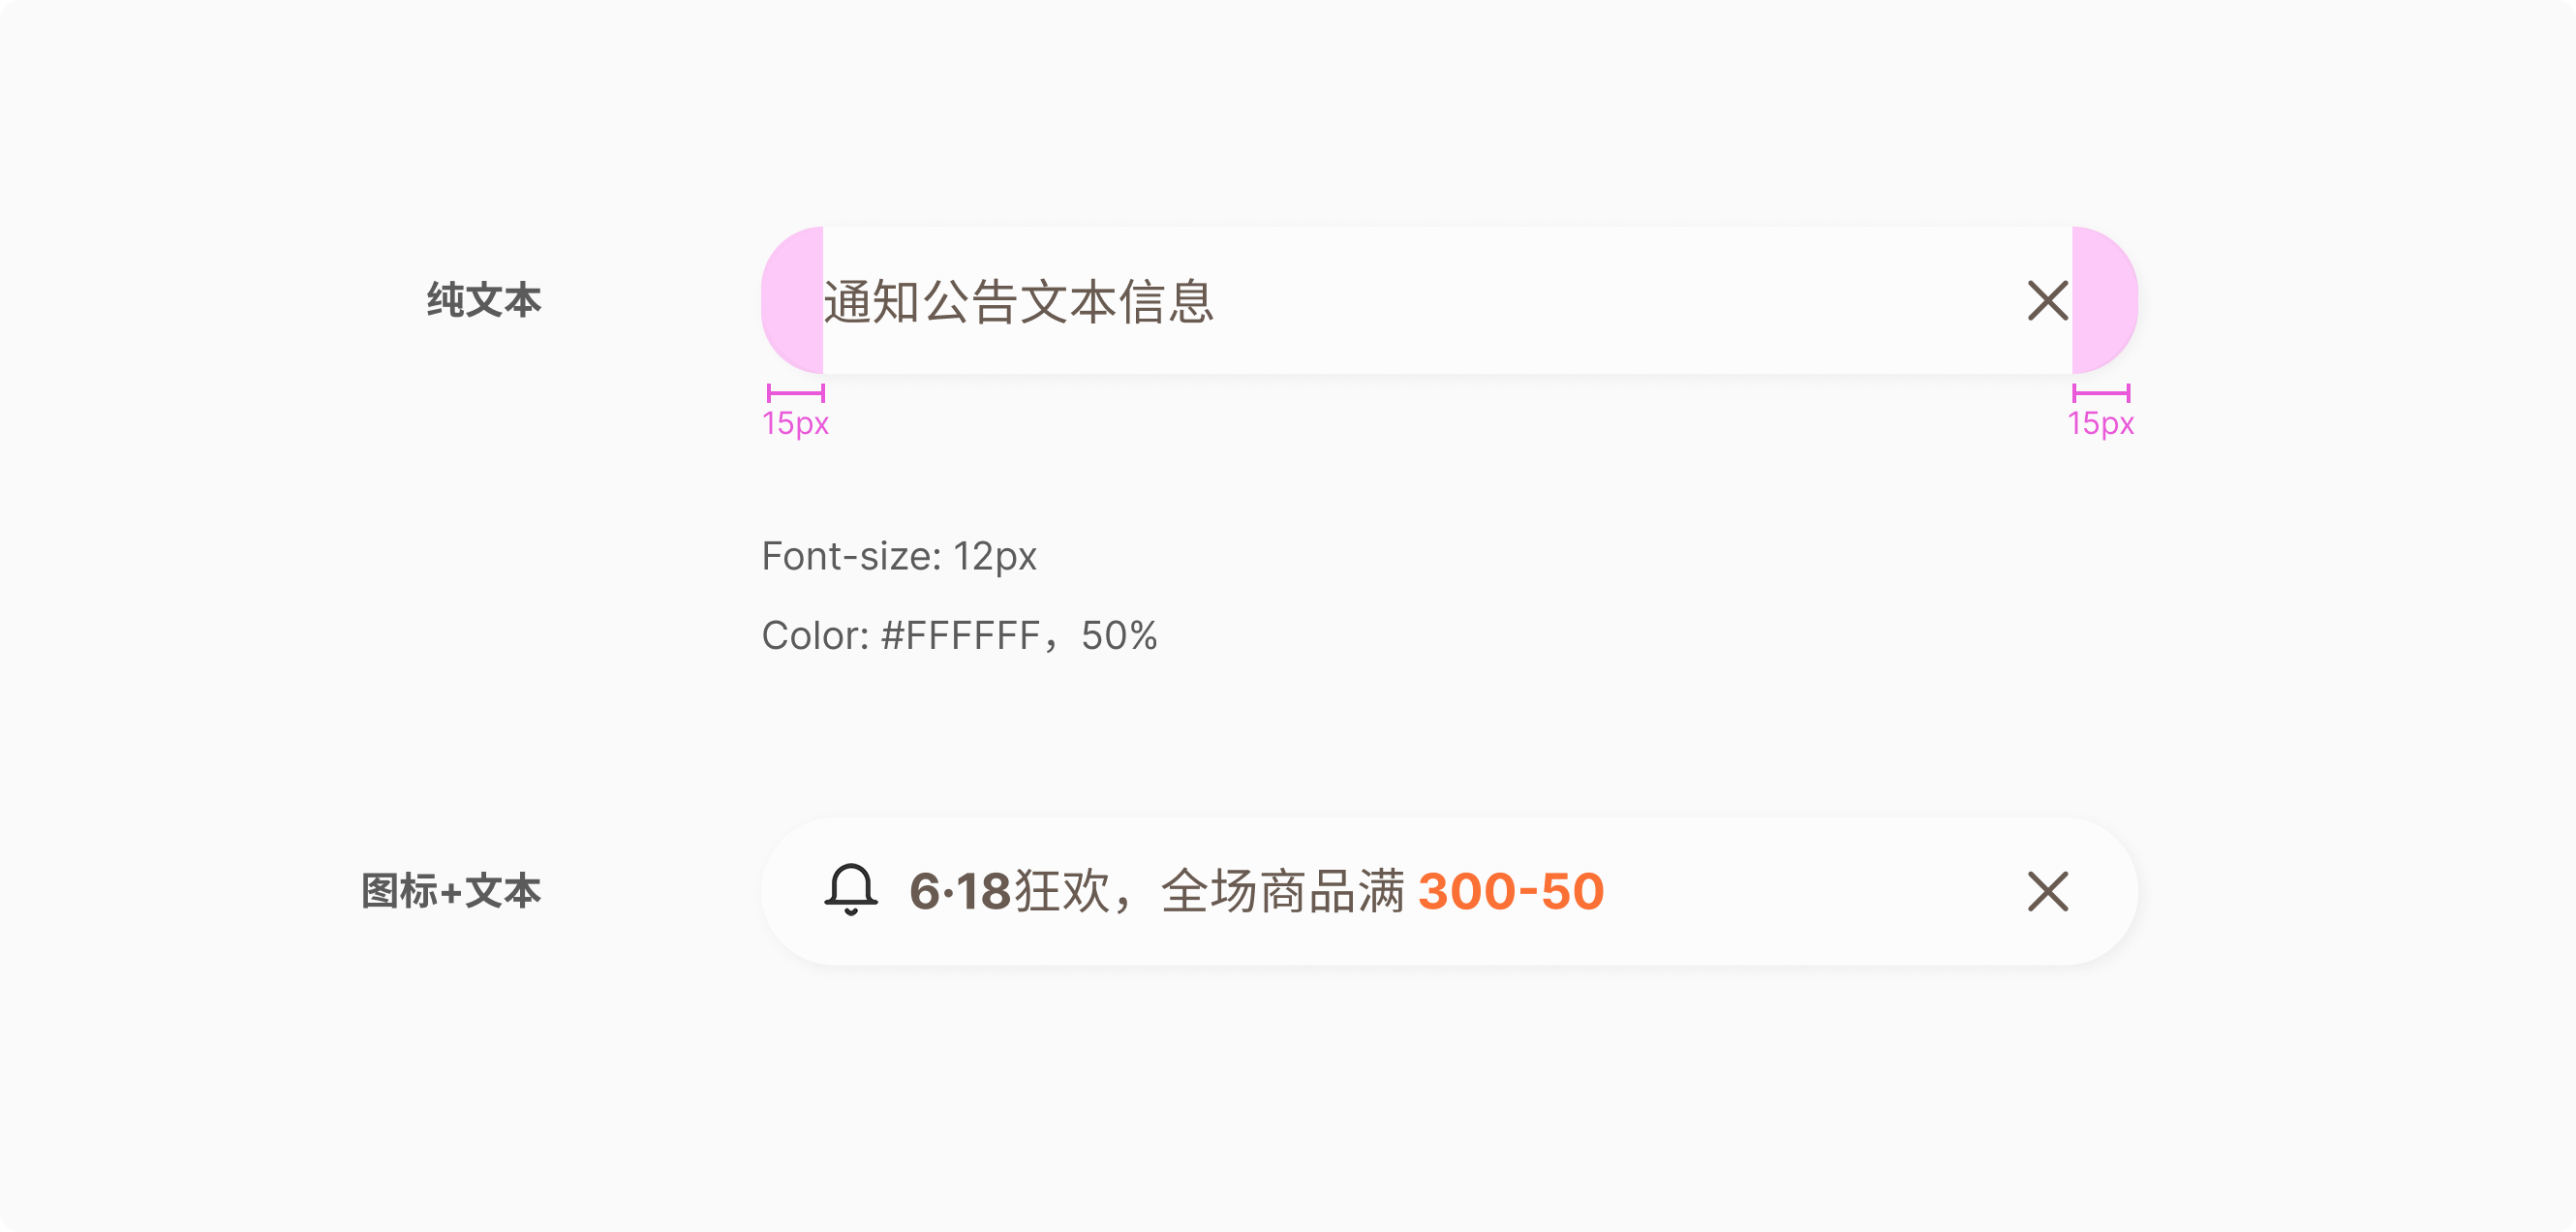 纯文本
通知公告文本信息
15px
15px
Font-size: 12px
Color: #FFFFFF，50%
图标+文本
6·18狂欢，全场商品满 300-50